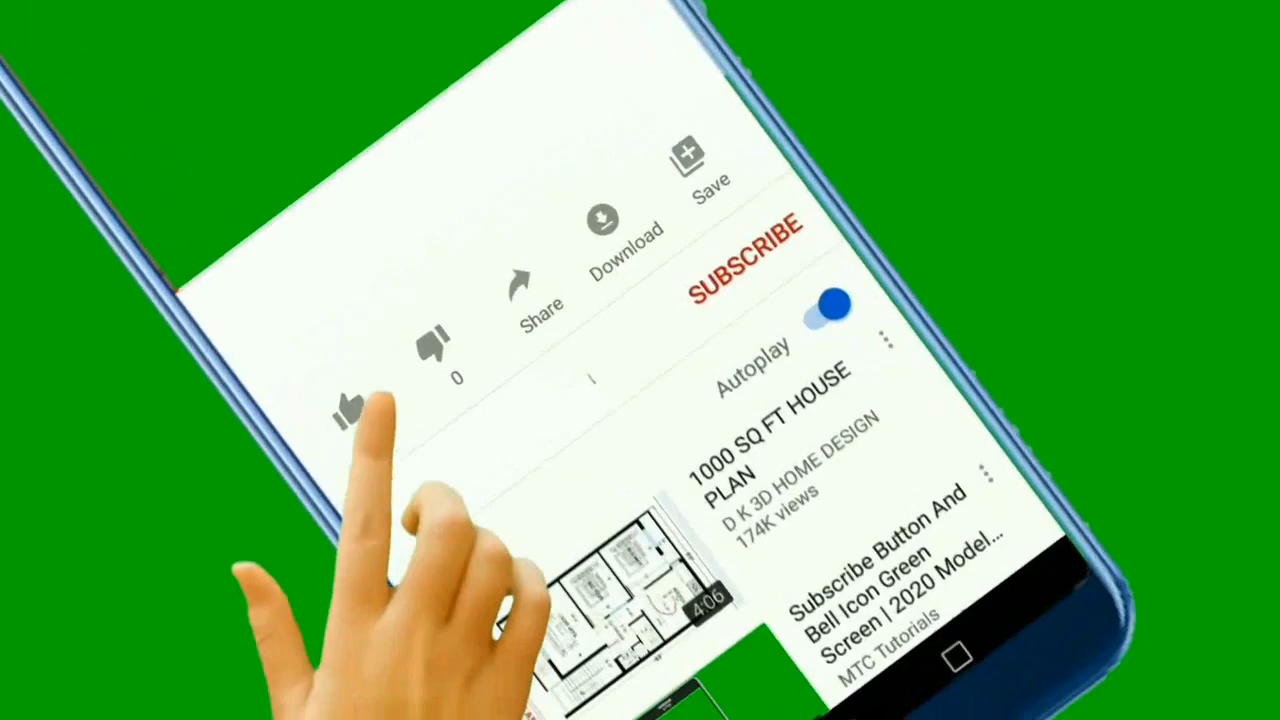 0
Share
Download
Save
SUBSCRIBE
Autoplay
1000 SQ FT HOUSE
PLAN
D K 3D HOME DESIGN
174K views
4:06
Subscribe Button And
Bell Icon Green
Screen | 2020 Model...
MTC Tutorials